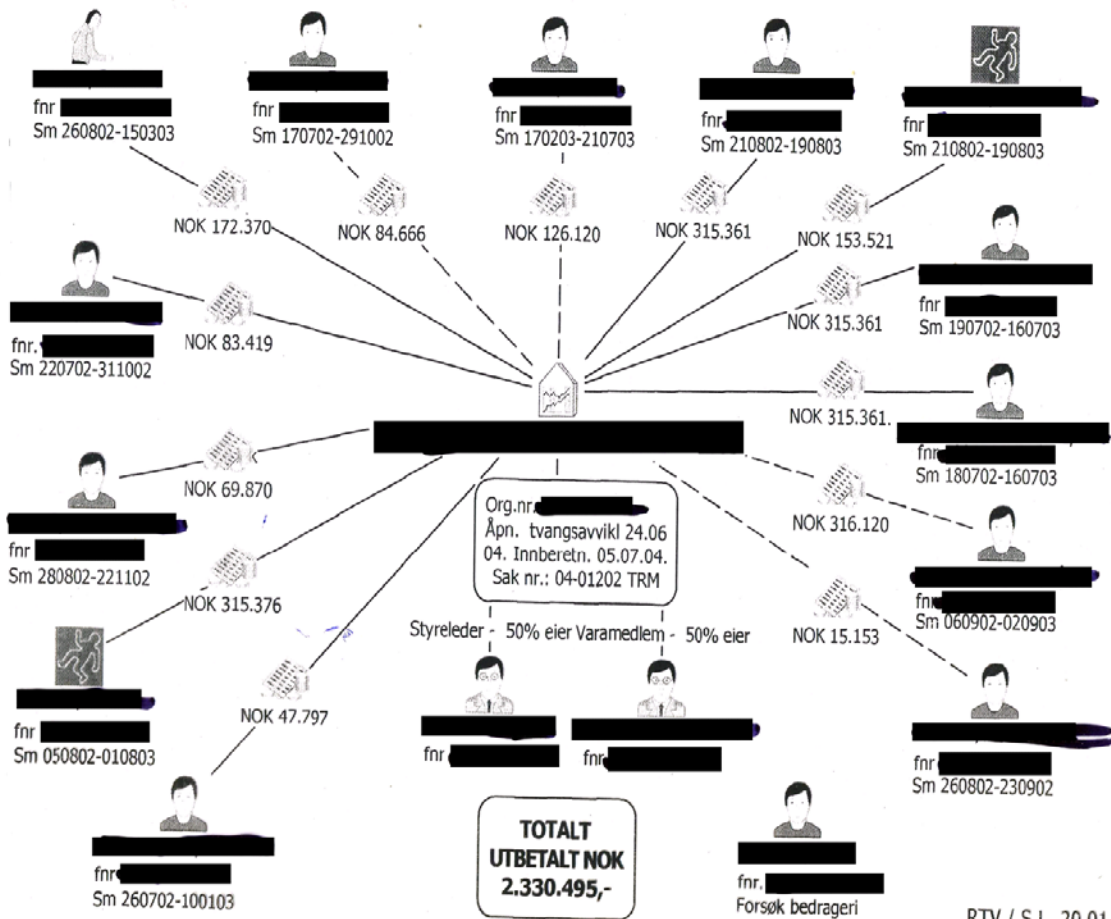 fnr
Sm 260802-150303
fnr
Sm 170702-291002
fnr
Sm 170203-210703
fnr
Sm 210802-190803
fnr
Sm 210802-190803
NOK 172.370
NOK 84.666
NOK 126.120
NOK 315.361
NOK 153.521
fnr.
Sm 220702-311002
NOK 83.419
NOK 315.361
fnr
Sm 190702-160703
NOK 315.361.
fnr
Sm 180702-160703
NOK 69.870
fnr
Sm 280802-221102
Org.nr.
Åpn. tvangsavvikl 24.06
04. Innberetn. 05.07.04.
Sak nr.: 04-01202 TRM
NOK 316.120
fnr
Sm 060902-020903
NOK 315.376
fnr
Sm 050802-010803
Styreleder - 50% eier Varamedlem - 50% eier
NOK 15.153
NOK 47.797
fnr
fnr
fnr
Sm 260802-230902
fnr
Sm 260702-100103
TOTALT
UTBETALT NOK
2.330.495,-
fnr.
Forsøk bedrageri